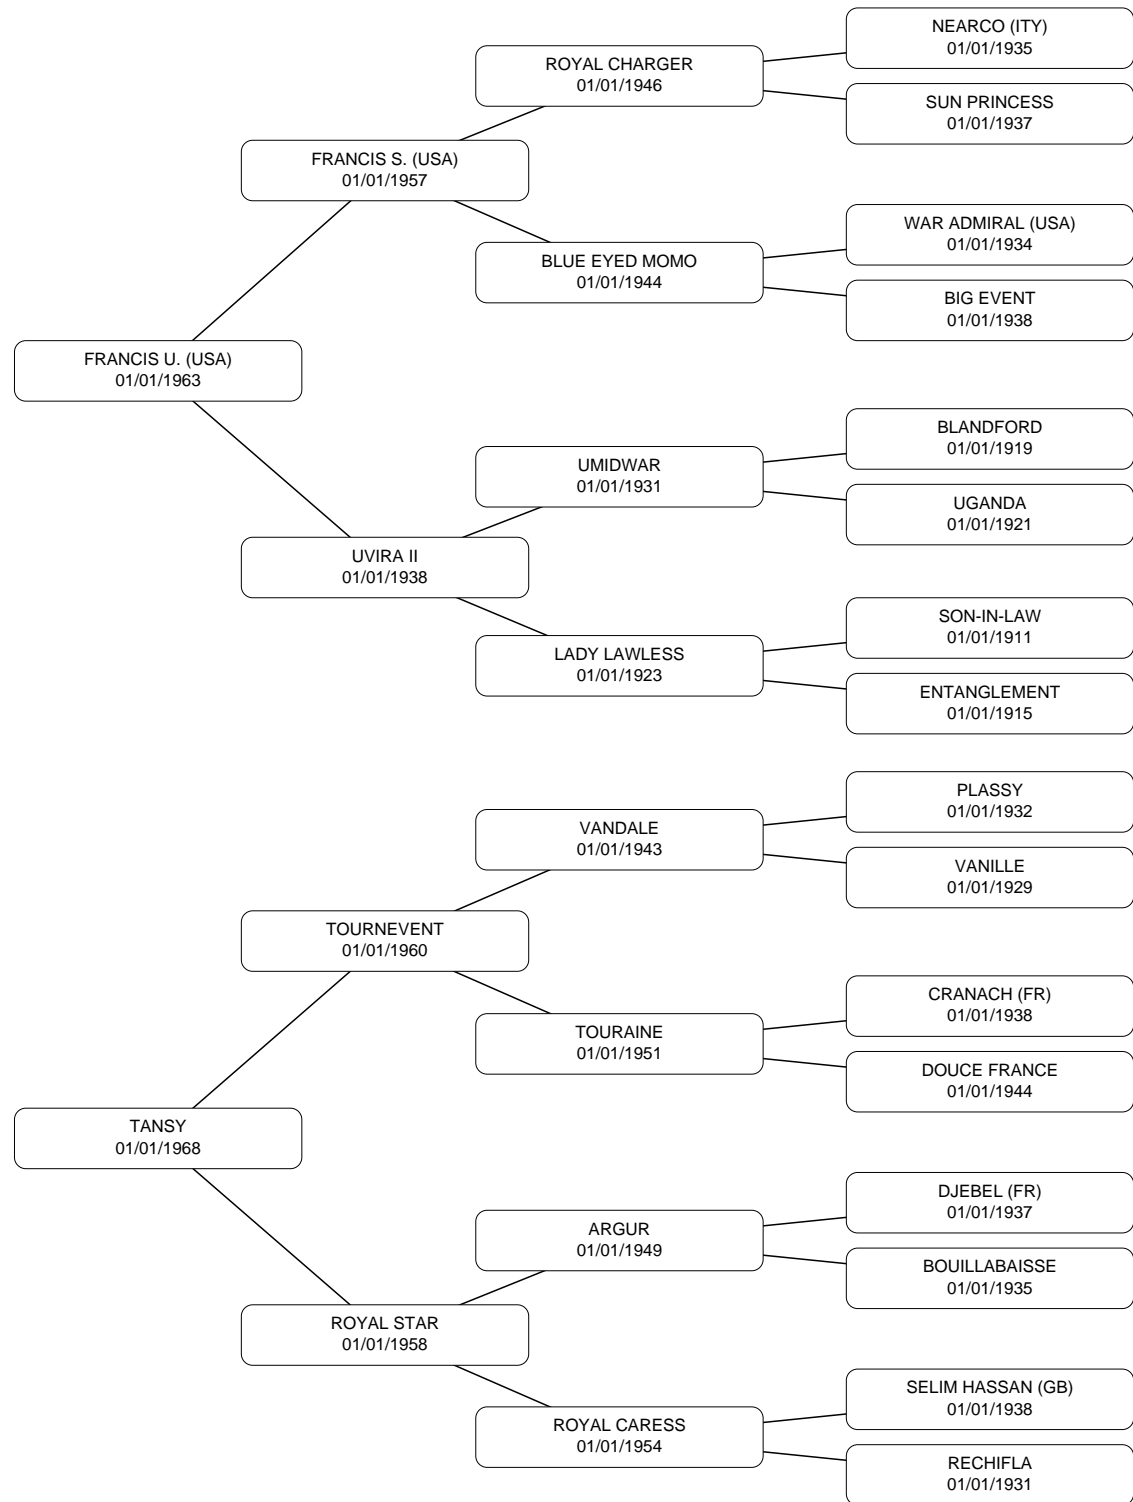 NEARCO (ITY)
01/01/1935
ROYAL CHARGER
01/01/1946
SUN PRINCESS
01/01/1937
FRANCIS S. (USA)
01/01/1957
WAR ADMIRAL (USA)
01/01/1934
BLUE EYED MOMO
01/01/1944
BIG EVENT
01/01/1938
FRANCIS U. (USA)
01/01/1963
BLANDFORD
01/01/1919
UMIDWAR
01/01/1931
UGANDA
01/01/1921
UVIRA II
01/01/1938
SON-IN-LAW
01/01/1911
LADY LAWLESS
01/01/1923
ENTANGLEMENT
01/01/1915
PLASSY
01/01/1932
VANDALE
01/01/1943
VANILLE
01/01/1929
TOURNEVENT
01/01/1960
CRANACH (FR)
01/01/1938
TOURAINE
01/01/1951
DOUCE FRANCE
01/01/1944
TANSY
01/01/1968
DJEBEL (FR)
01/01/1937
ARGUR
01/01/1949
BOUILLABAISSE
01/01/1935
ROYAL STAR
01/01/1958
SELIM HASSAN (GB)
01/01/1938
ROYAL CARESS
01/01/1954
RECHIFLA
01/01/1931